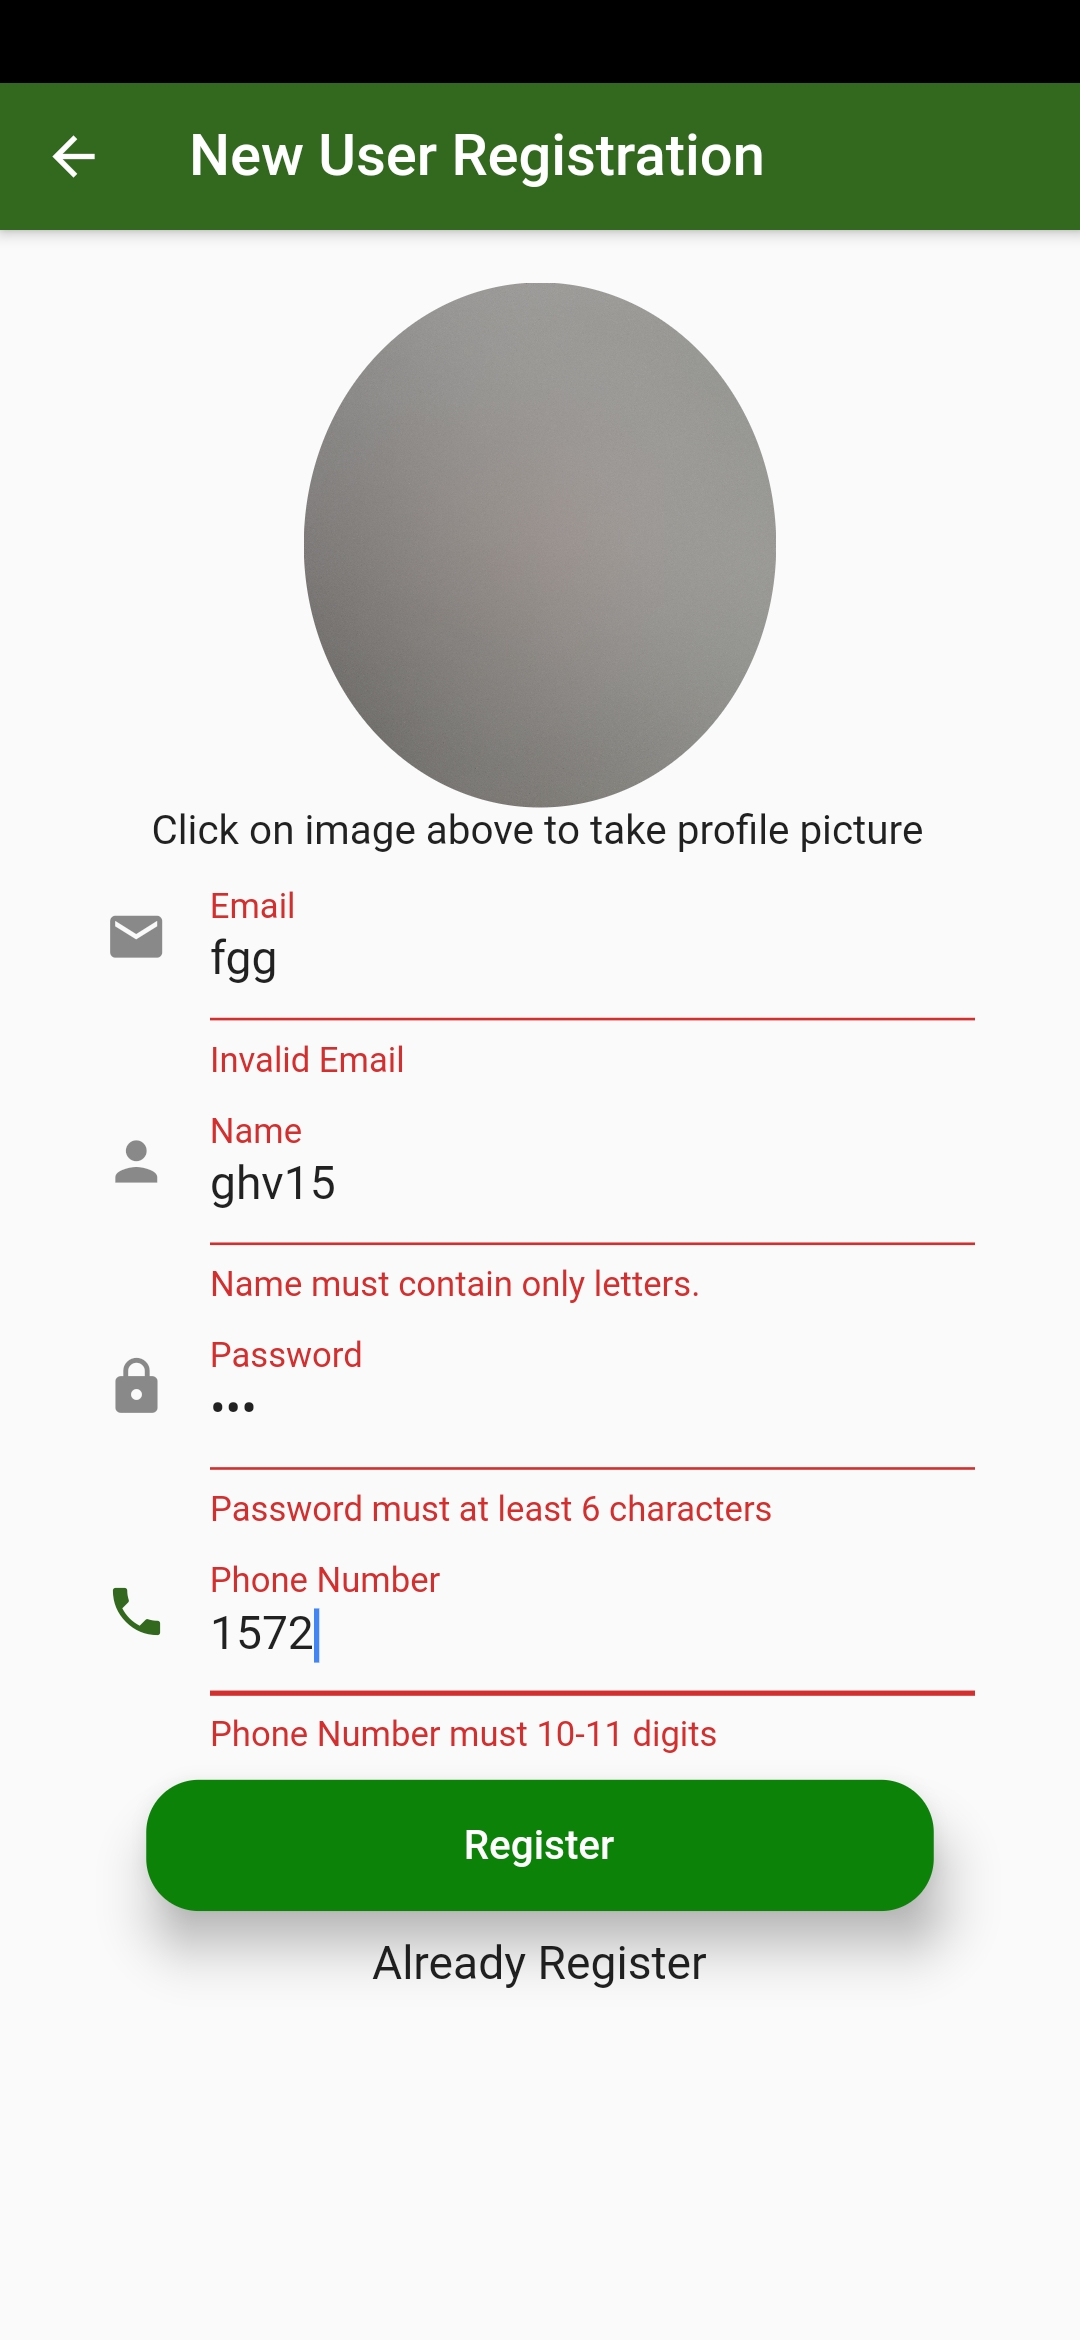 New User Registration
Click on image above to take profile picture
Email
fgg
Invalid Email
Name
ghv15
Name must contain only letters.
Password
•••
Password must at least 6 characters
Phone Number
1572
Phone Number must 10-11 digits
Register
Already Register